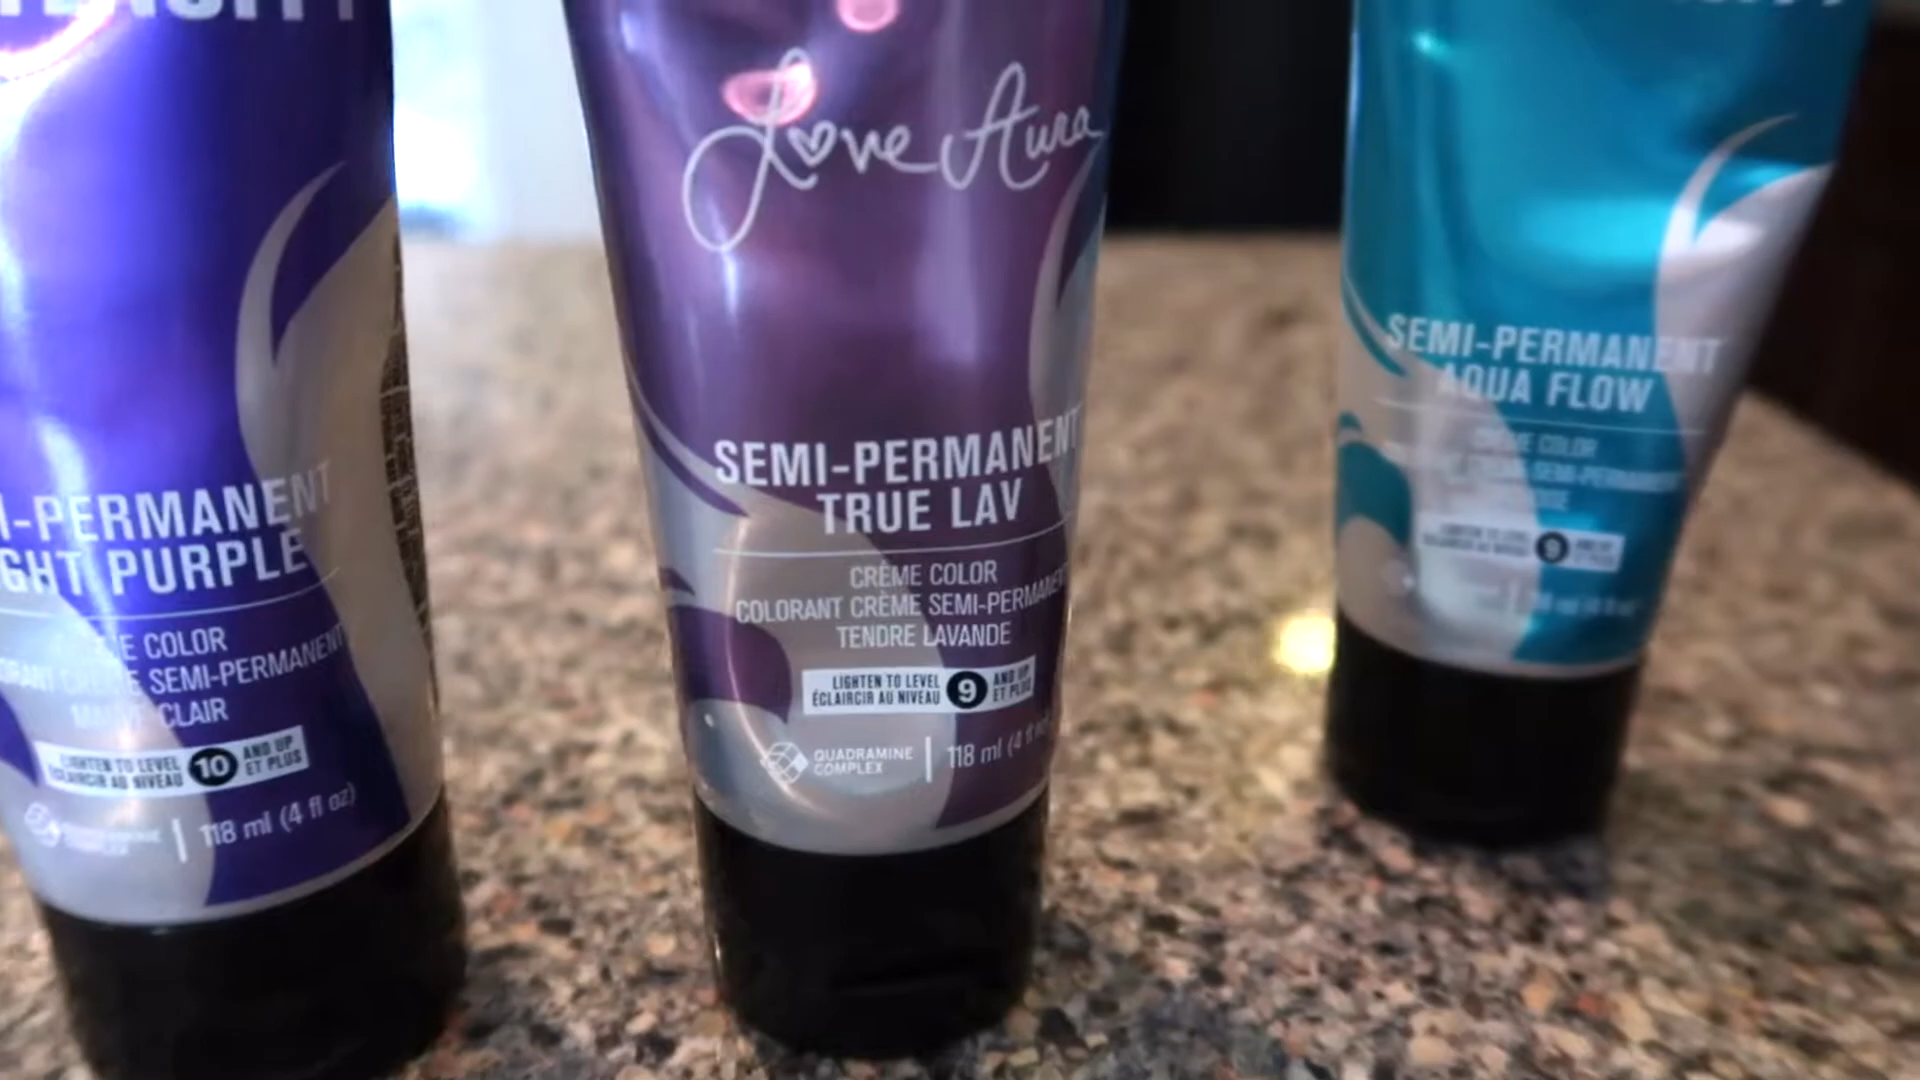 I-PERMANENT
GHT PURPLE
COLOR
SEMI-PERMANENT
CLAIR
LIGHTEN TO LEVEL
ÉCLAIRCIR AU NIVEAU
10
AND UP
ET PLUS
118 ml (4 fl oz)
Love Aura
SEMI-PERMANENT
TRUE LAV
CRÈME COLOR
COLORANT CRÈME SEMI-PERMANENT
TENDRE LAVANDE
LIGHTEN TO LEVEL
ÉCLAIRCIR AU NIVEAU
9
AND UP
ET PLUS
QUADRAMINE
COMPLEX
118 ml (4 fl
SEMI-PERMANENT
AQUA FLOW
COLOR
SEMI-PERMANENT
9